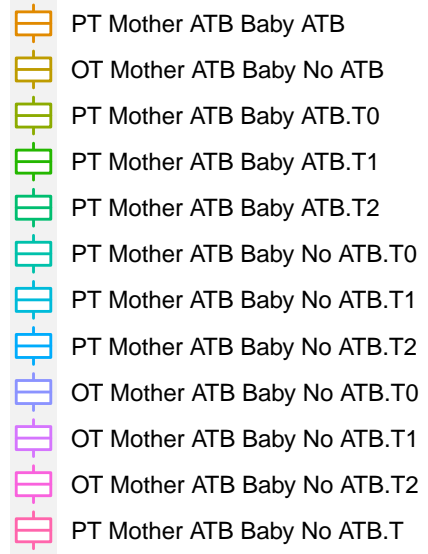 PT Mother ATB Baby ATB
OT Mother ATB Baby No ATB
PT Mother ATB Baby ATB.T0
PT Mother ATB Baby ATB.T1
PT Mother ATB Baby ATB.T2
PT Mother ATB Baby No ATB.T0
PT Mother ATB Baby No ATB.T1
PT Mother ATB Baby No ATB.T2
OT Mother ATB Baby No ATB.T0
OT Mother ATB Baby No ATB.T1
OT Mother ATB Baby No ATB.T2
PT Mother ATB Baby No ATB.T